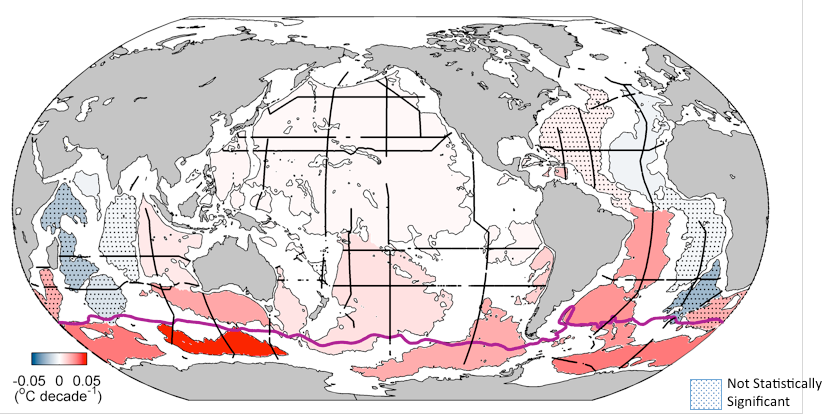 -0.05 0 0.05
(°C decade⁻¹)
Not Statistically
Significant